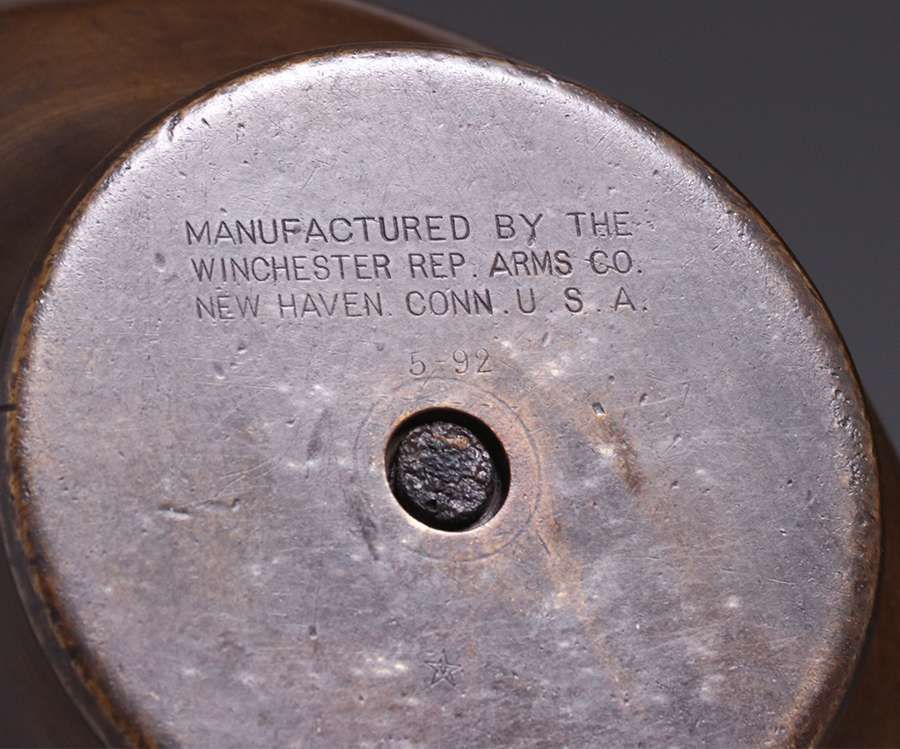 MANUFACTURED BY THE
WINCHESTER REP. ARMS CO.
NEW HAVEN. CONN. U. S. A.
5-92